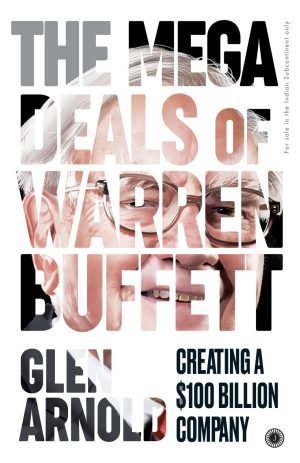 THE MEGA
DEALS OF
WARREN
BUFFETT
GLEN
ARNOLD
CREATING A
$100 BILLION
COMPANY
For sale in the Indian Subcontinent only
J